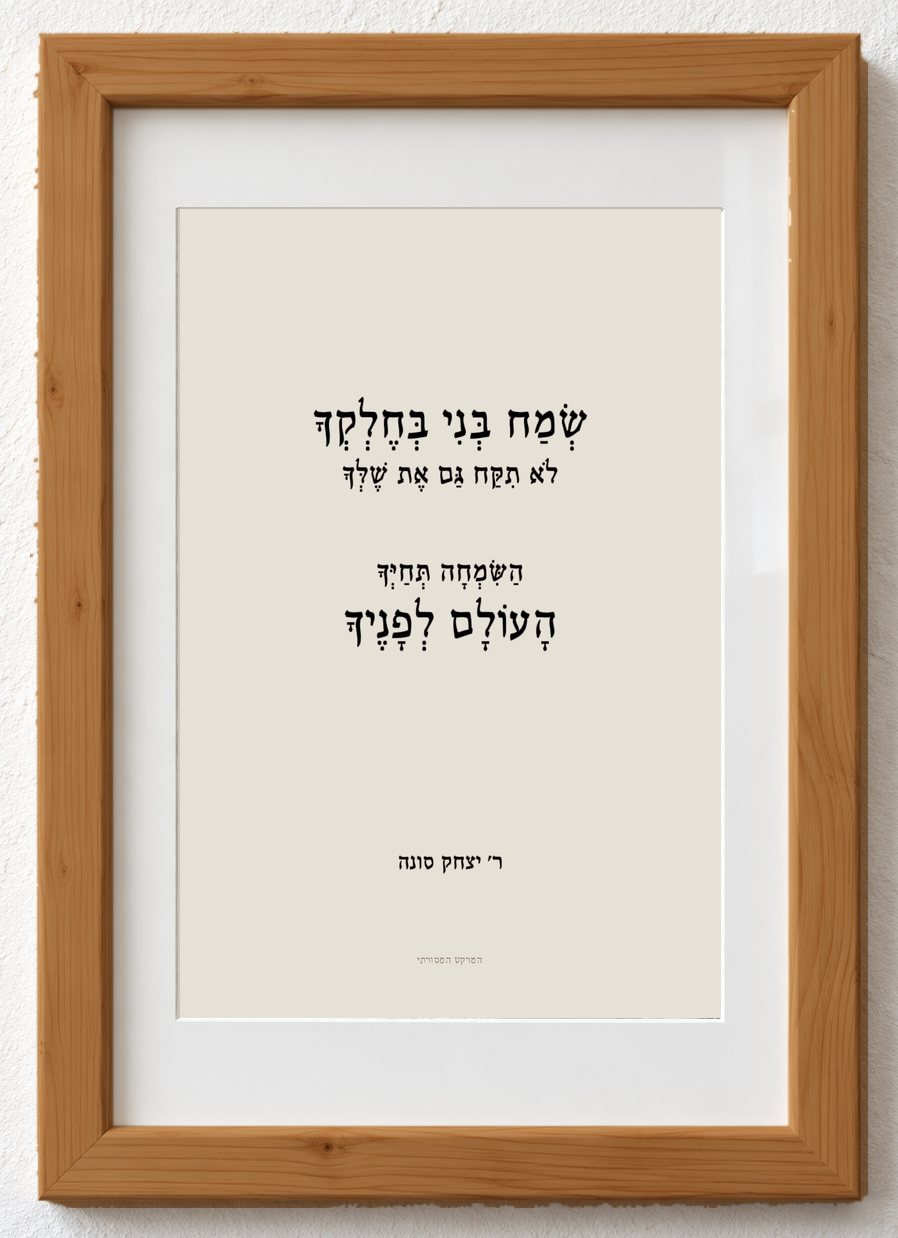 שְׂמַח בְּנִי בְּחֶלְקְךָ
לֹא תִקַּח גַּם אֶת שֶׁלְּךָ
הַשִּׂמְחָה תְּחַיְּךָ
הָעוֹלָם לְפָנֶיךָ
ר׳ יצחק סונה
המרקט המסורתי